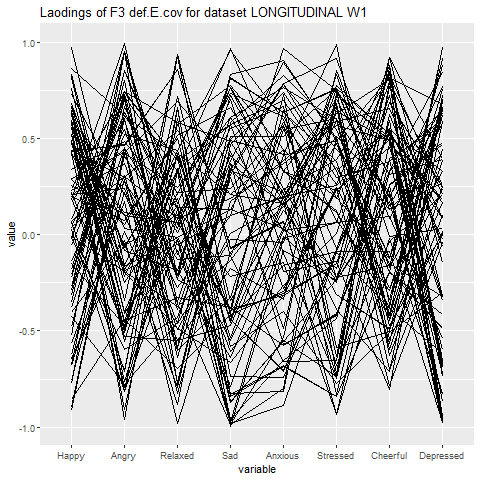 Laodings of F3 def.E.cov for dataset LONGITUDINAL W1
1.0
0.5
0.0
-0.5
-1.0
value
Happy Angry Relaxed Sad Anxious Stressed Cheerful Depressed
variable